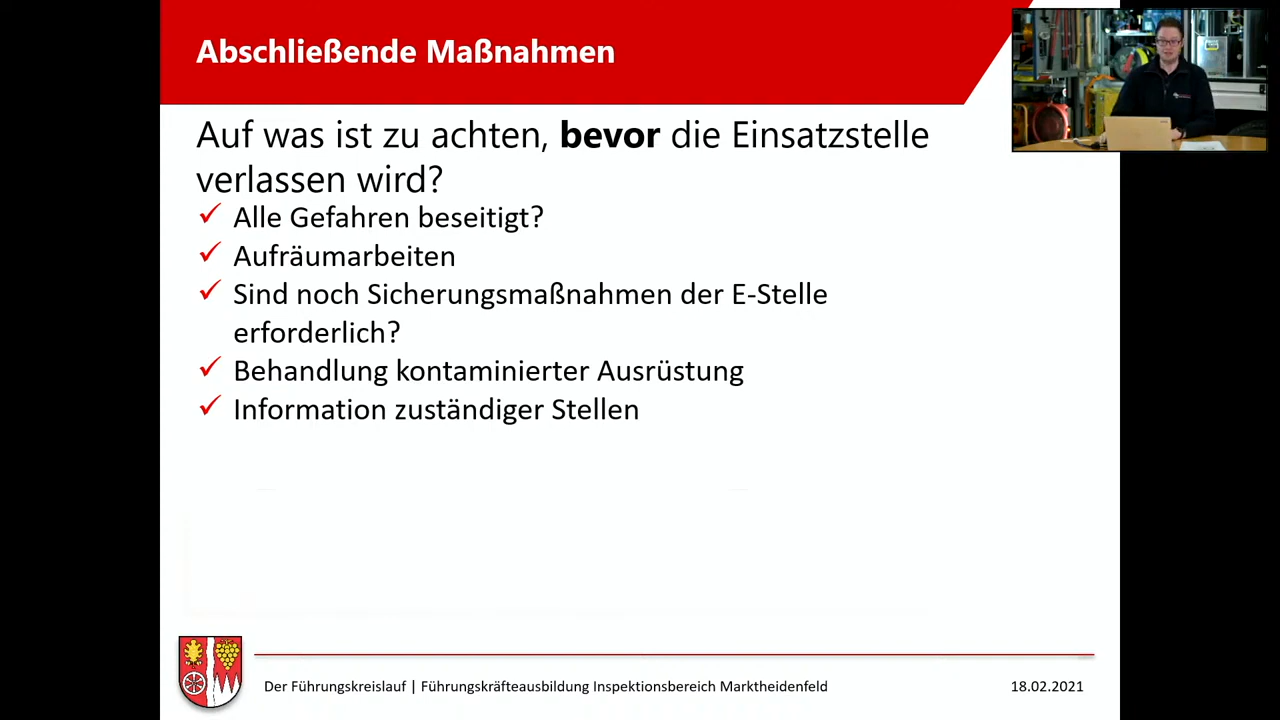 Abschließende Maßnahmen
Auf was ist zu achten, bevor die Einsatzstelle
verlassen wird?
Alle Gefahren beseitigt?
Aufräumarbeiten
Sind noch Sicherungsmaßnahmen der E-Stelle
erforderlich?
Behandlung kontaminierter Ausrüstung
Information zuständiger Stellen
Der Führungskreislauf | Führungskräfteausbildung Inspektionsbereich Marktheidenfeld
18.02.2021